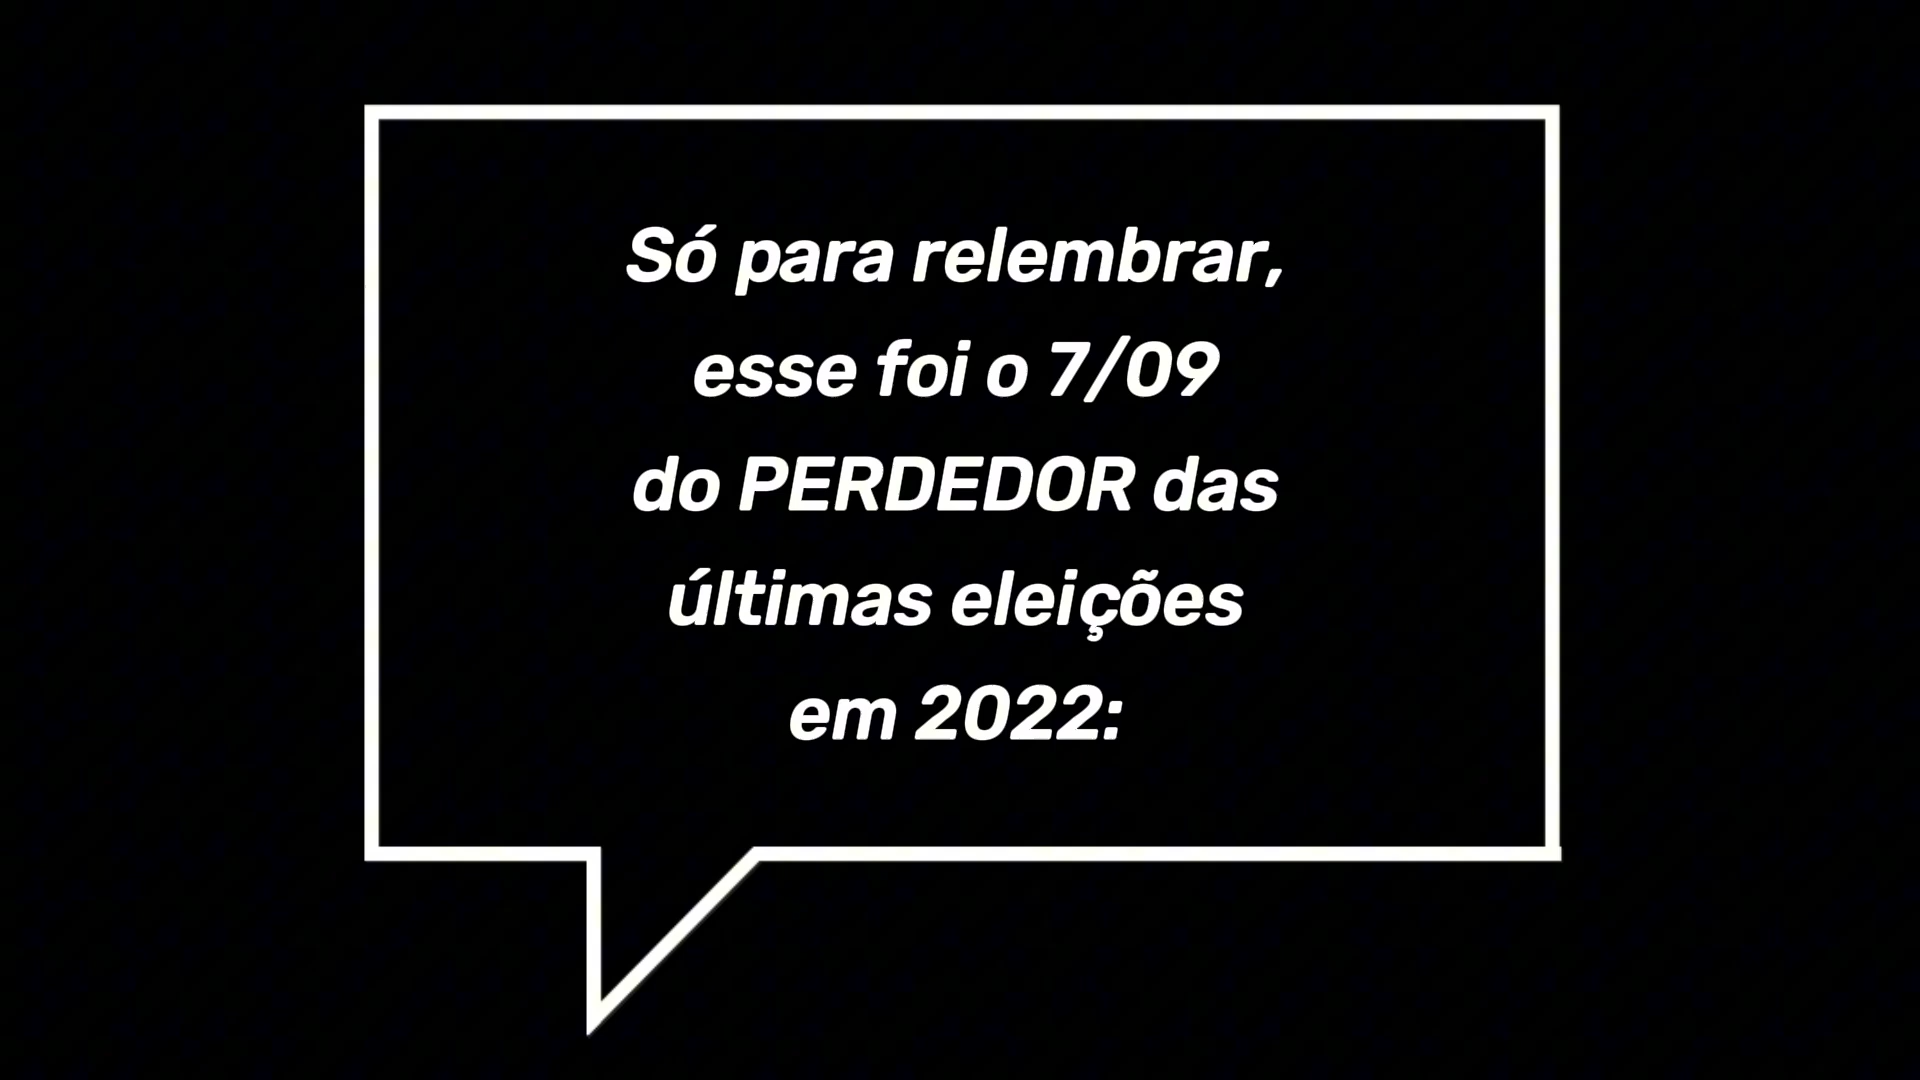 Só para relembrar,
esse foi o 7/09
do PERDEDOR das
últimas eleições
em 2022: